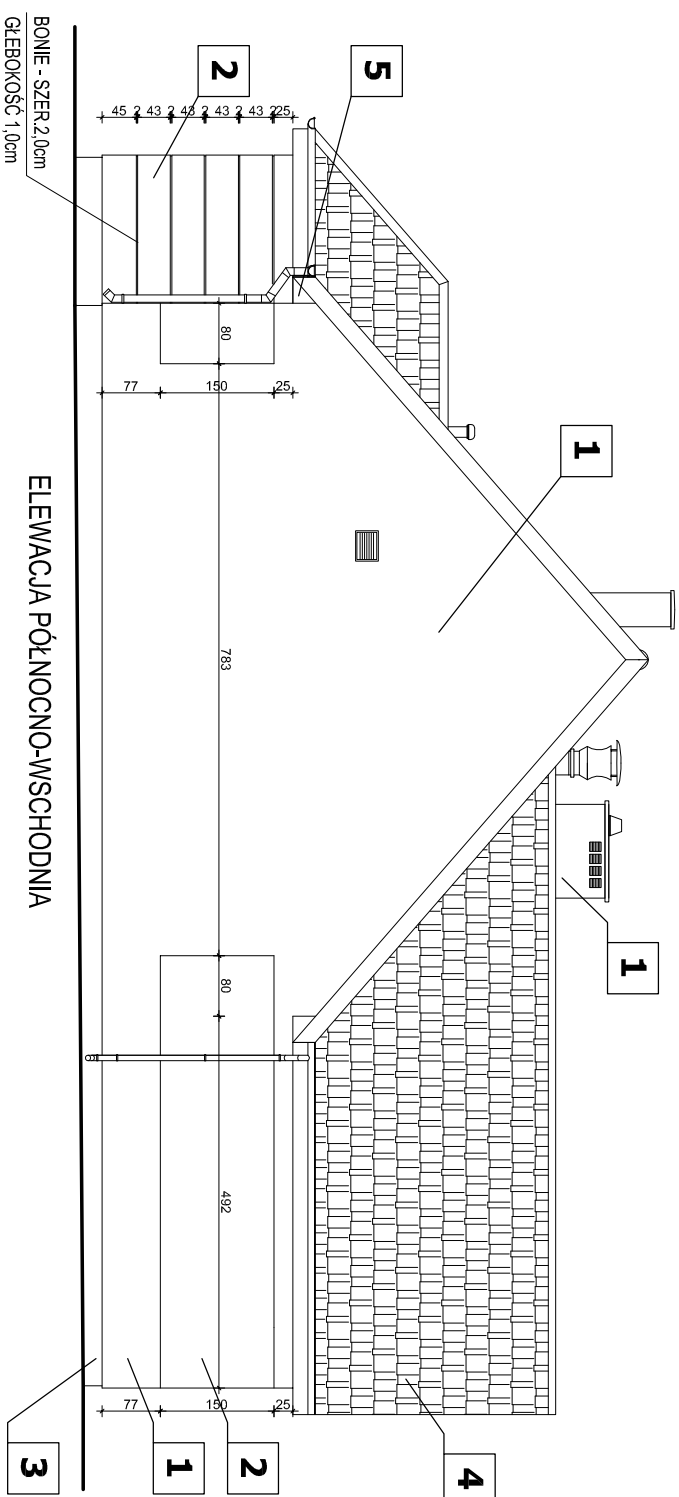 5
1
1
2
4
45 2 43 2 43 2 43 2 43 2 25
80
783
80
492
77 150 25
77 150 25
2
1
3
BONIE - SZER.2,0cm
GŁEBOKOŚĆ 1,0cm
ELEWACJA PÓŁNOCNO-WSCHODNIA